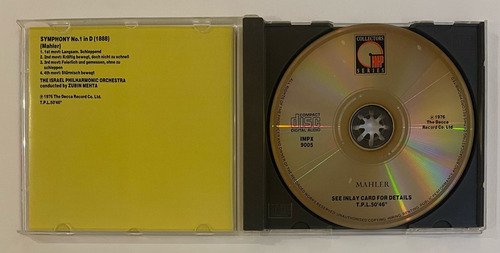 SYMPHONY No.1 in D (1888)
(Mahler)
1. 1st movt: Langsam. Schleppend
2. 2nd movt: Kräftig bewegt, doch nicht zu schnell
3. 3rd movt: Feierlich und gemessen, ohne zu
schleppen
4. 4th movt: Stürmisch bewegt
THE ISRAEL PHILHARMONIC ORCHESTRA
conducted by ZUBIN MEHTA
℗ 1976 The Decca Record Co. Ltd.
T.P.L.50'46"
COLLECTORS
IMP
SERIES
COMPACT
disc
DIGITAL AUDIO
IMPX
9005
℗ 1976
The Decca
Record Co. Ltd
MAHLER
SEE INLAY CARD FOR DETAILS
T.P.L.50'46"